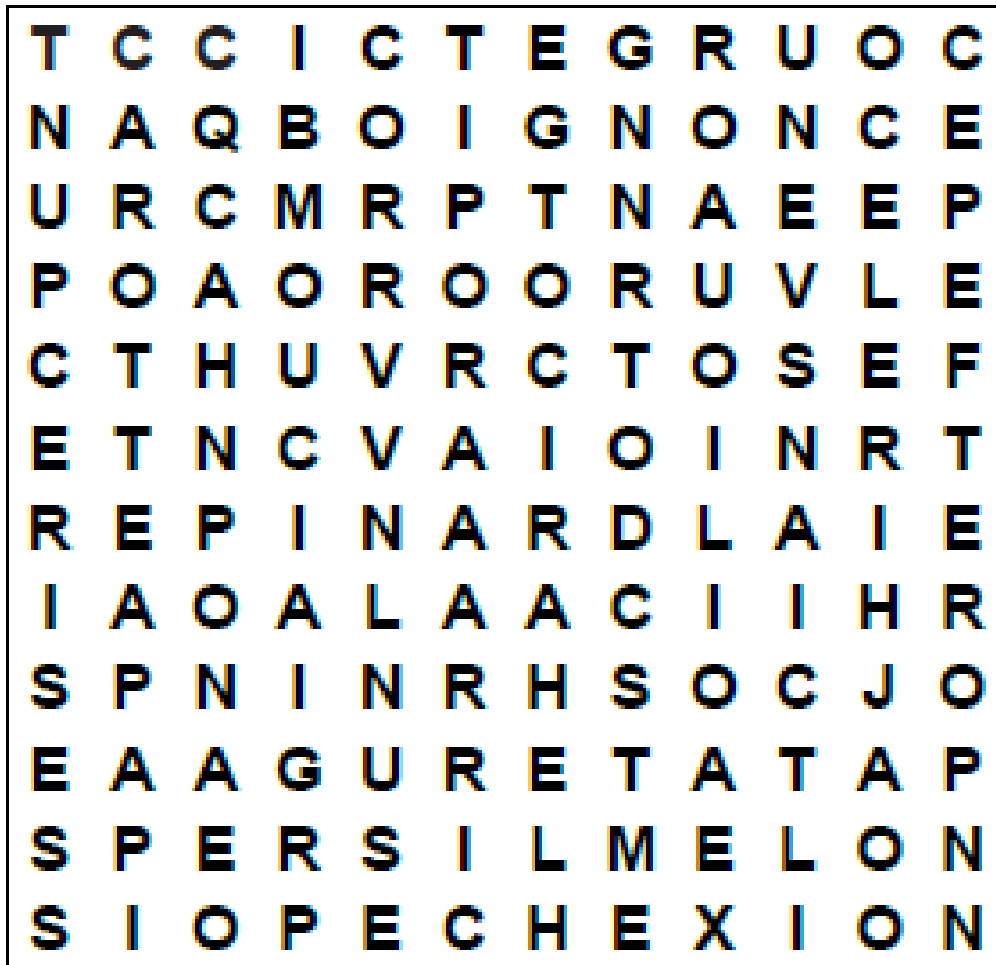 T C C I C T E G R U O C
N A Q B O I G N O N C E
U R C M R P T N A E E P
P O A O R O O R U V L E
C T H U V R C T O S E F
E T N C V A I O I N R T
R E P I N A R D L A I E
I A O A L A A C I I H R
S P N I N R H S O C J O
E A A G U R E T A T A P
S P E R S I L M E L O N
S I O P E C H E X I O N